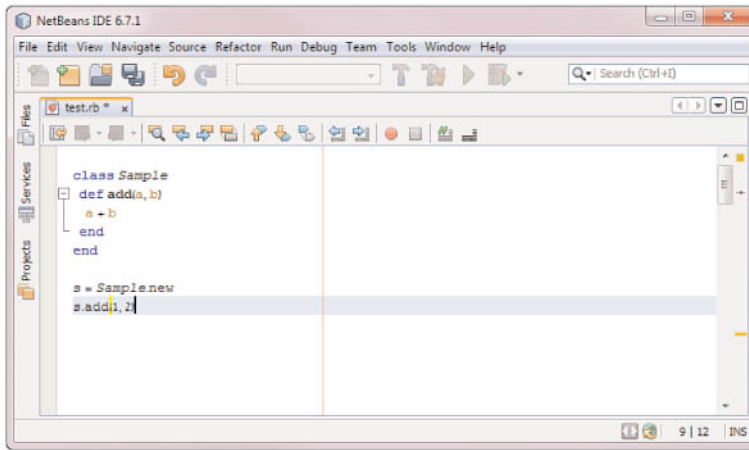 NetBeans IDE 6.7.1
File Edit View Navigate Source Refactor Run Debug Team Tools Window Help
Search (Ctrl+I)
test.rb * x
Files
Services
Projects
class Sample
def add(a, b)
a + b
end
end
s = Sample.new
s.add(1, 2)
9 | 12 INS